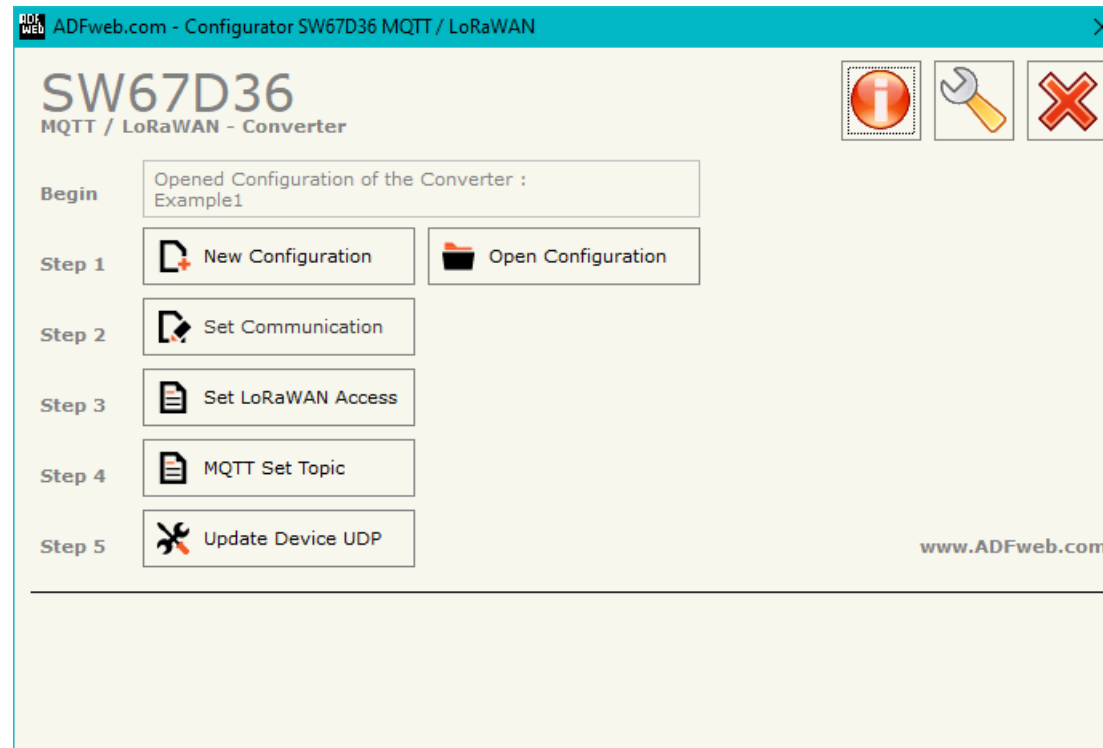 ADF
web
ADFweb.com - Configurator SW67D36 MQTT / LoRaWAN
SW67D36
MQTT / LoRaWAN - Converter
Begin
Opened Configuration of the Converter :
Example1
Step 1
New Configuration
Open Configuration
Step 2
Set Communication
Step 3
Set LoRaWAN Access
Step 4
MQTT Set Topic
Step 5
Update Device UDP
www.ADFweb.com